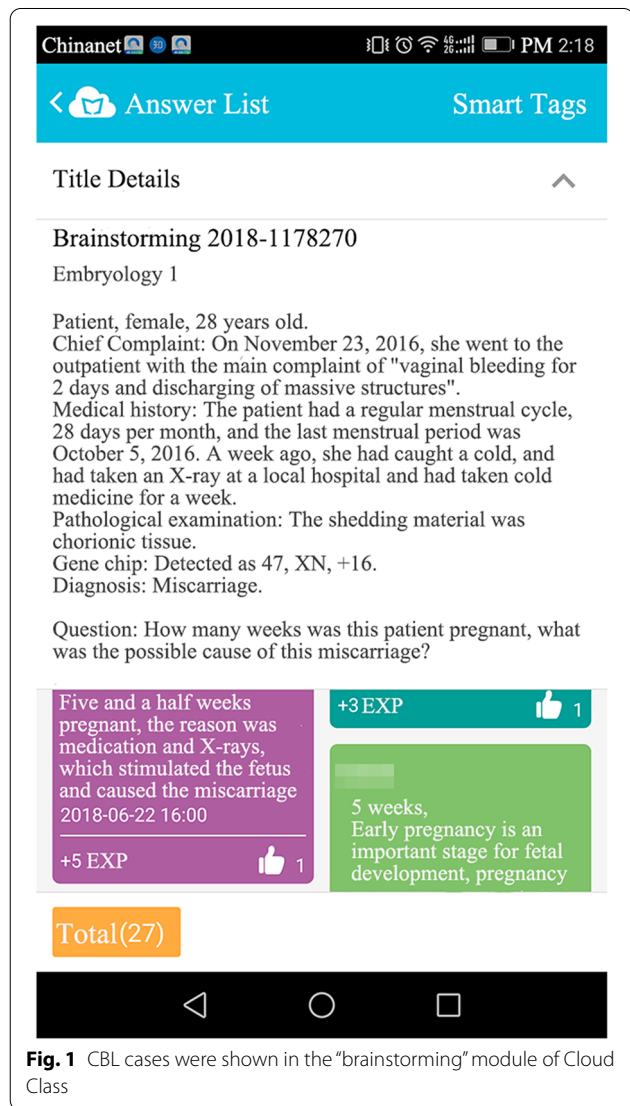 Chinanet 30 4G 2G PM 2:18
Answer List Smart Tags
Title Details
Brainstorming 2018-1178270
Embryology 1
Patient, female, 28 years old.
Chief Complaint: On November 23, 2016, she went to the
outpatient with the main complaint of "vaginal bleeding for
2 days and discharging of massive structures".
Medical history: The patient had a regular menstrual cycle,
28 days per month, and the last menstrual period was
October 5, 2016. A week ago, she had caught a cold, and
had taken an X-ray at a local hospital and had taken cold
medicine for a week.
Pathological examination: The shedding material was
chorionic tissue.
Gene chip: Detected as 47, XN, +16.
Diagnosis: Miscarriage.
Question: How many weeks was this patient pregnant, what
was the possible cause of this miscarriage?
Five and a half weeks
pregnant, the reason was
medication and X-rays,
which stimulated the fetus
and caused the miscarriage
2018-06-22 16:00
+5 EXP 1
+3 EXP 1
5 weeks,
Early pregnancy is an
important stage for fetal
development, pregnancy
Total(27)
Fig. 1 CBL cases were shown in the "brainstorming" module of Cloud
Class